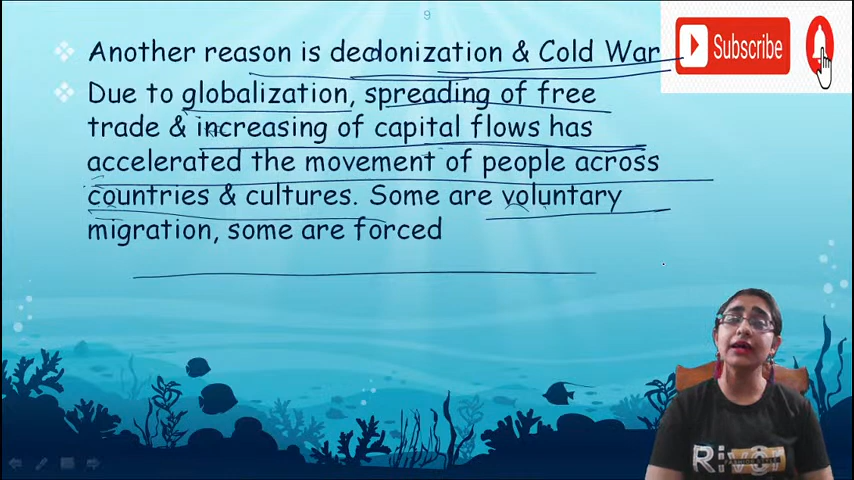 9
Another reason is decolonization & Cold War
Subscribe
Due to globalization, spreading of free
trade & increasing of capital flows has
accelerated the movement of people across
countries & cultures. Some are voluntary
migration, some are forced